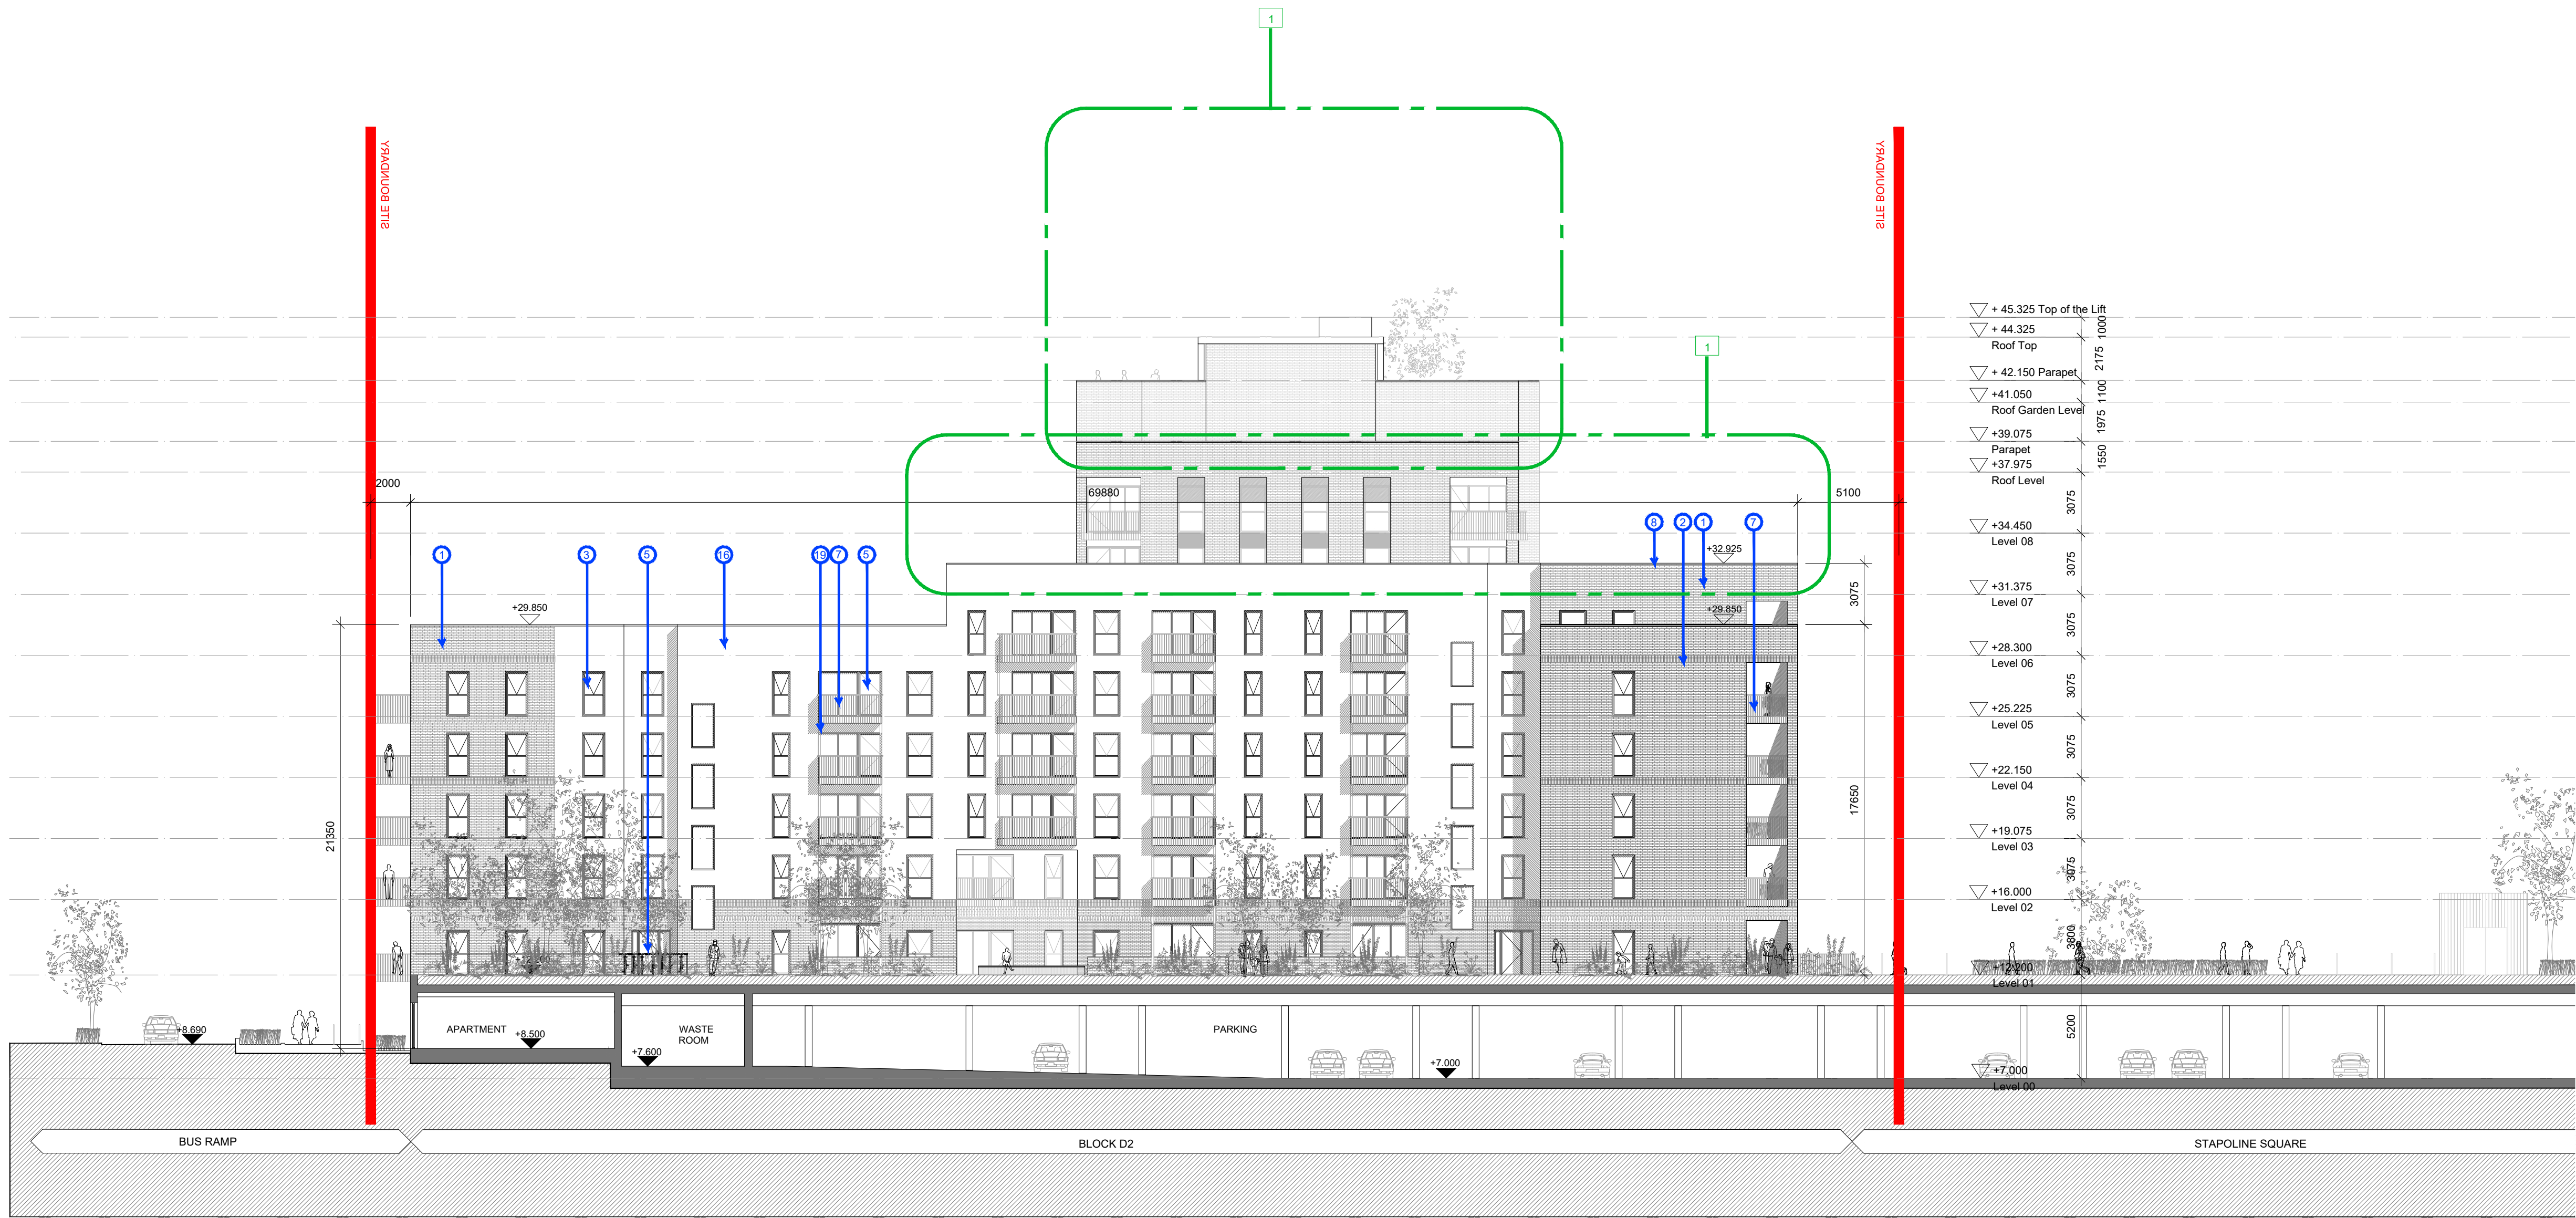 1
SITE BOUNDARY
SITE BOUNDARY
+ 45.325 Top of the Lift
1000
+ 44.325
Roof Top
2175
1
+ 42.150 Parapet
1100
+41.050
Roof Garden Level
1975
+39.075
Parapet
1550
+37.975
Roof Level
2000
69880
5100
3075
8
2
1
7
+34.450
Level 08
1
3
5
16
19
7
5
+32.925
3075
+31.375
Level 07
3075
+29.850
+29.850
3075
+28.300
Level 06
3075
+25.225
Level 05
3075
+22.150
Level 04
3075
17650
21350
+19.075
Level 03
3075
+16.000
Level 02
3800
+12.200
Level 01
+8.690
APARTMENT
+8.500
WASTE
ROOM
+7.600
PARKING
+7.000
5200
+7.000
Level 00
BUS RAMP
BLOCK D2
STAPOLINE SQUARE